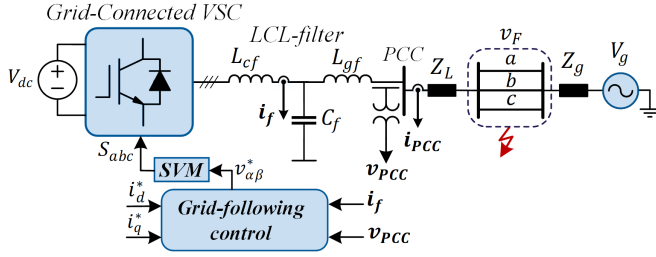 Grid-Connected VSC
LCL-filter
L_cf
L_gf
PCC
v_F
V_g
V_dc
Z_L
a
b
c
Z_g
i_f
C_f
i_PCC
S_abc
SVM
v*_αβ
v_PCC
i*_d
i*_q
Grid-following
control
i_f
v_PCC